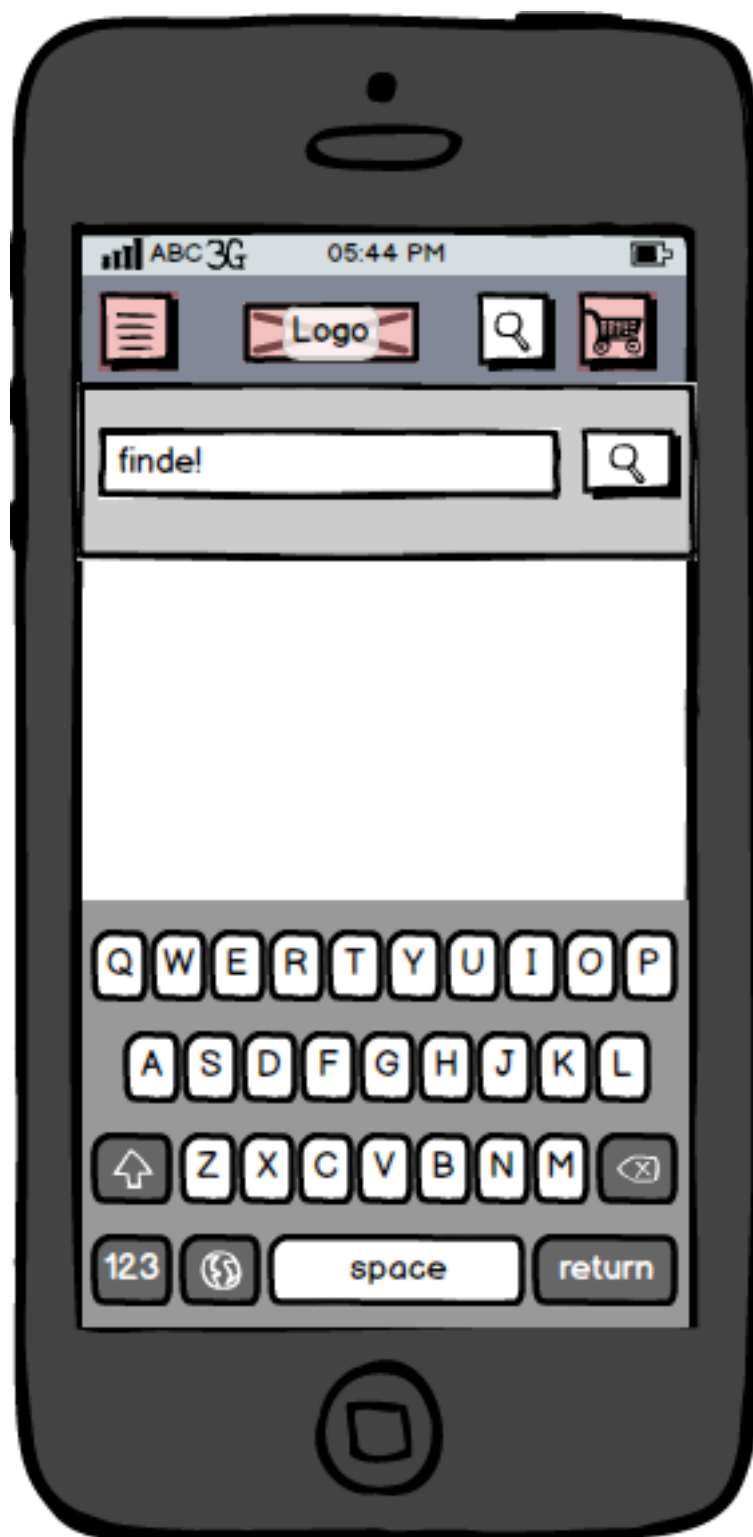 ABC 3G 05:44 PM
Logo
finde!
Q W E R T Y U I O P
A S D F G H J K L
Z X C V B N M
123 space return